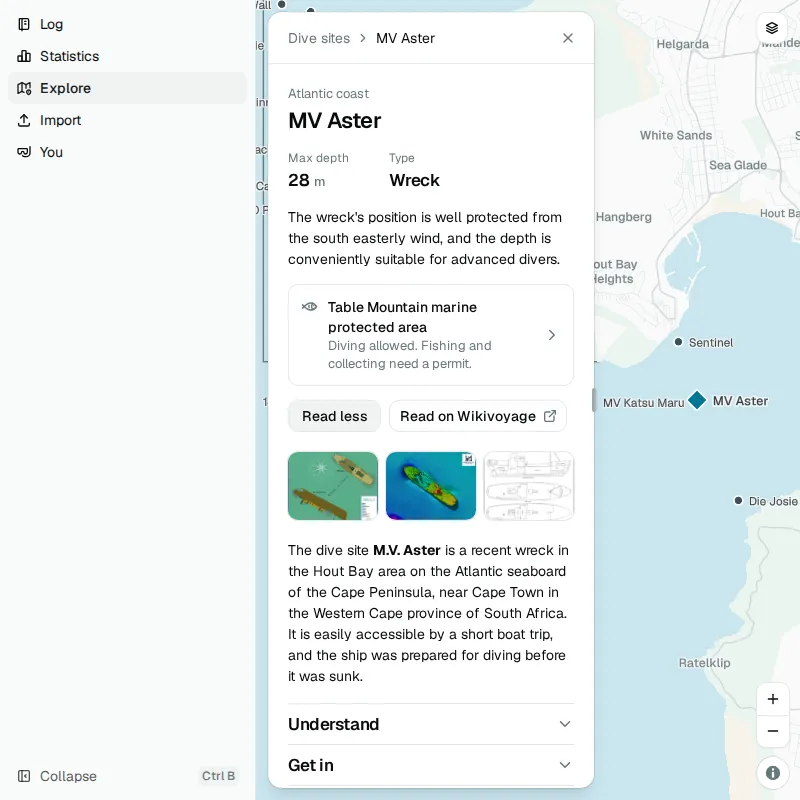 Log
Statistics
Explore
Import
You
Collapse
Ctrl B
Dive sites > MV Aster
Atlantic coast
MV Aster
Max depth
Type
28 m
Wreck
The wreck's position is well protected from
the south easterly wind, and the depth is
conveniently suitable for advanced divers.
Table Mountain marine
protected area
Diving allowed. Fishing and
collecting need a permit.
Read less
Read on Wikivoyage
The dive site M.V. Aster is a recent wreck in
the Hout Bay area on the Atlantic seaboard
of the Cape Peninsula, near Cape Town in
the Western Cape province of South Africa.
It is easily accessible by a short boat trip,
and the ship was prepared for diving before
it was sunk.
Understand
Get in
Helgarda
White Sands
Sea Glade
Hangberg
Hout Ba
out Bay
Heights
Sentinel
MV Katsu Maru
MV Aster
Die Josie
Ratelklip